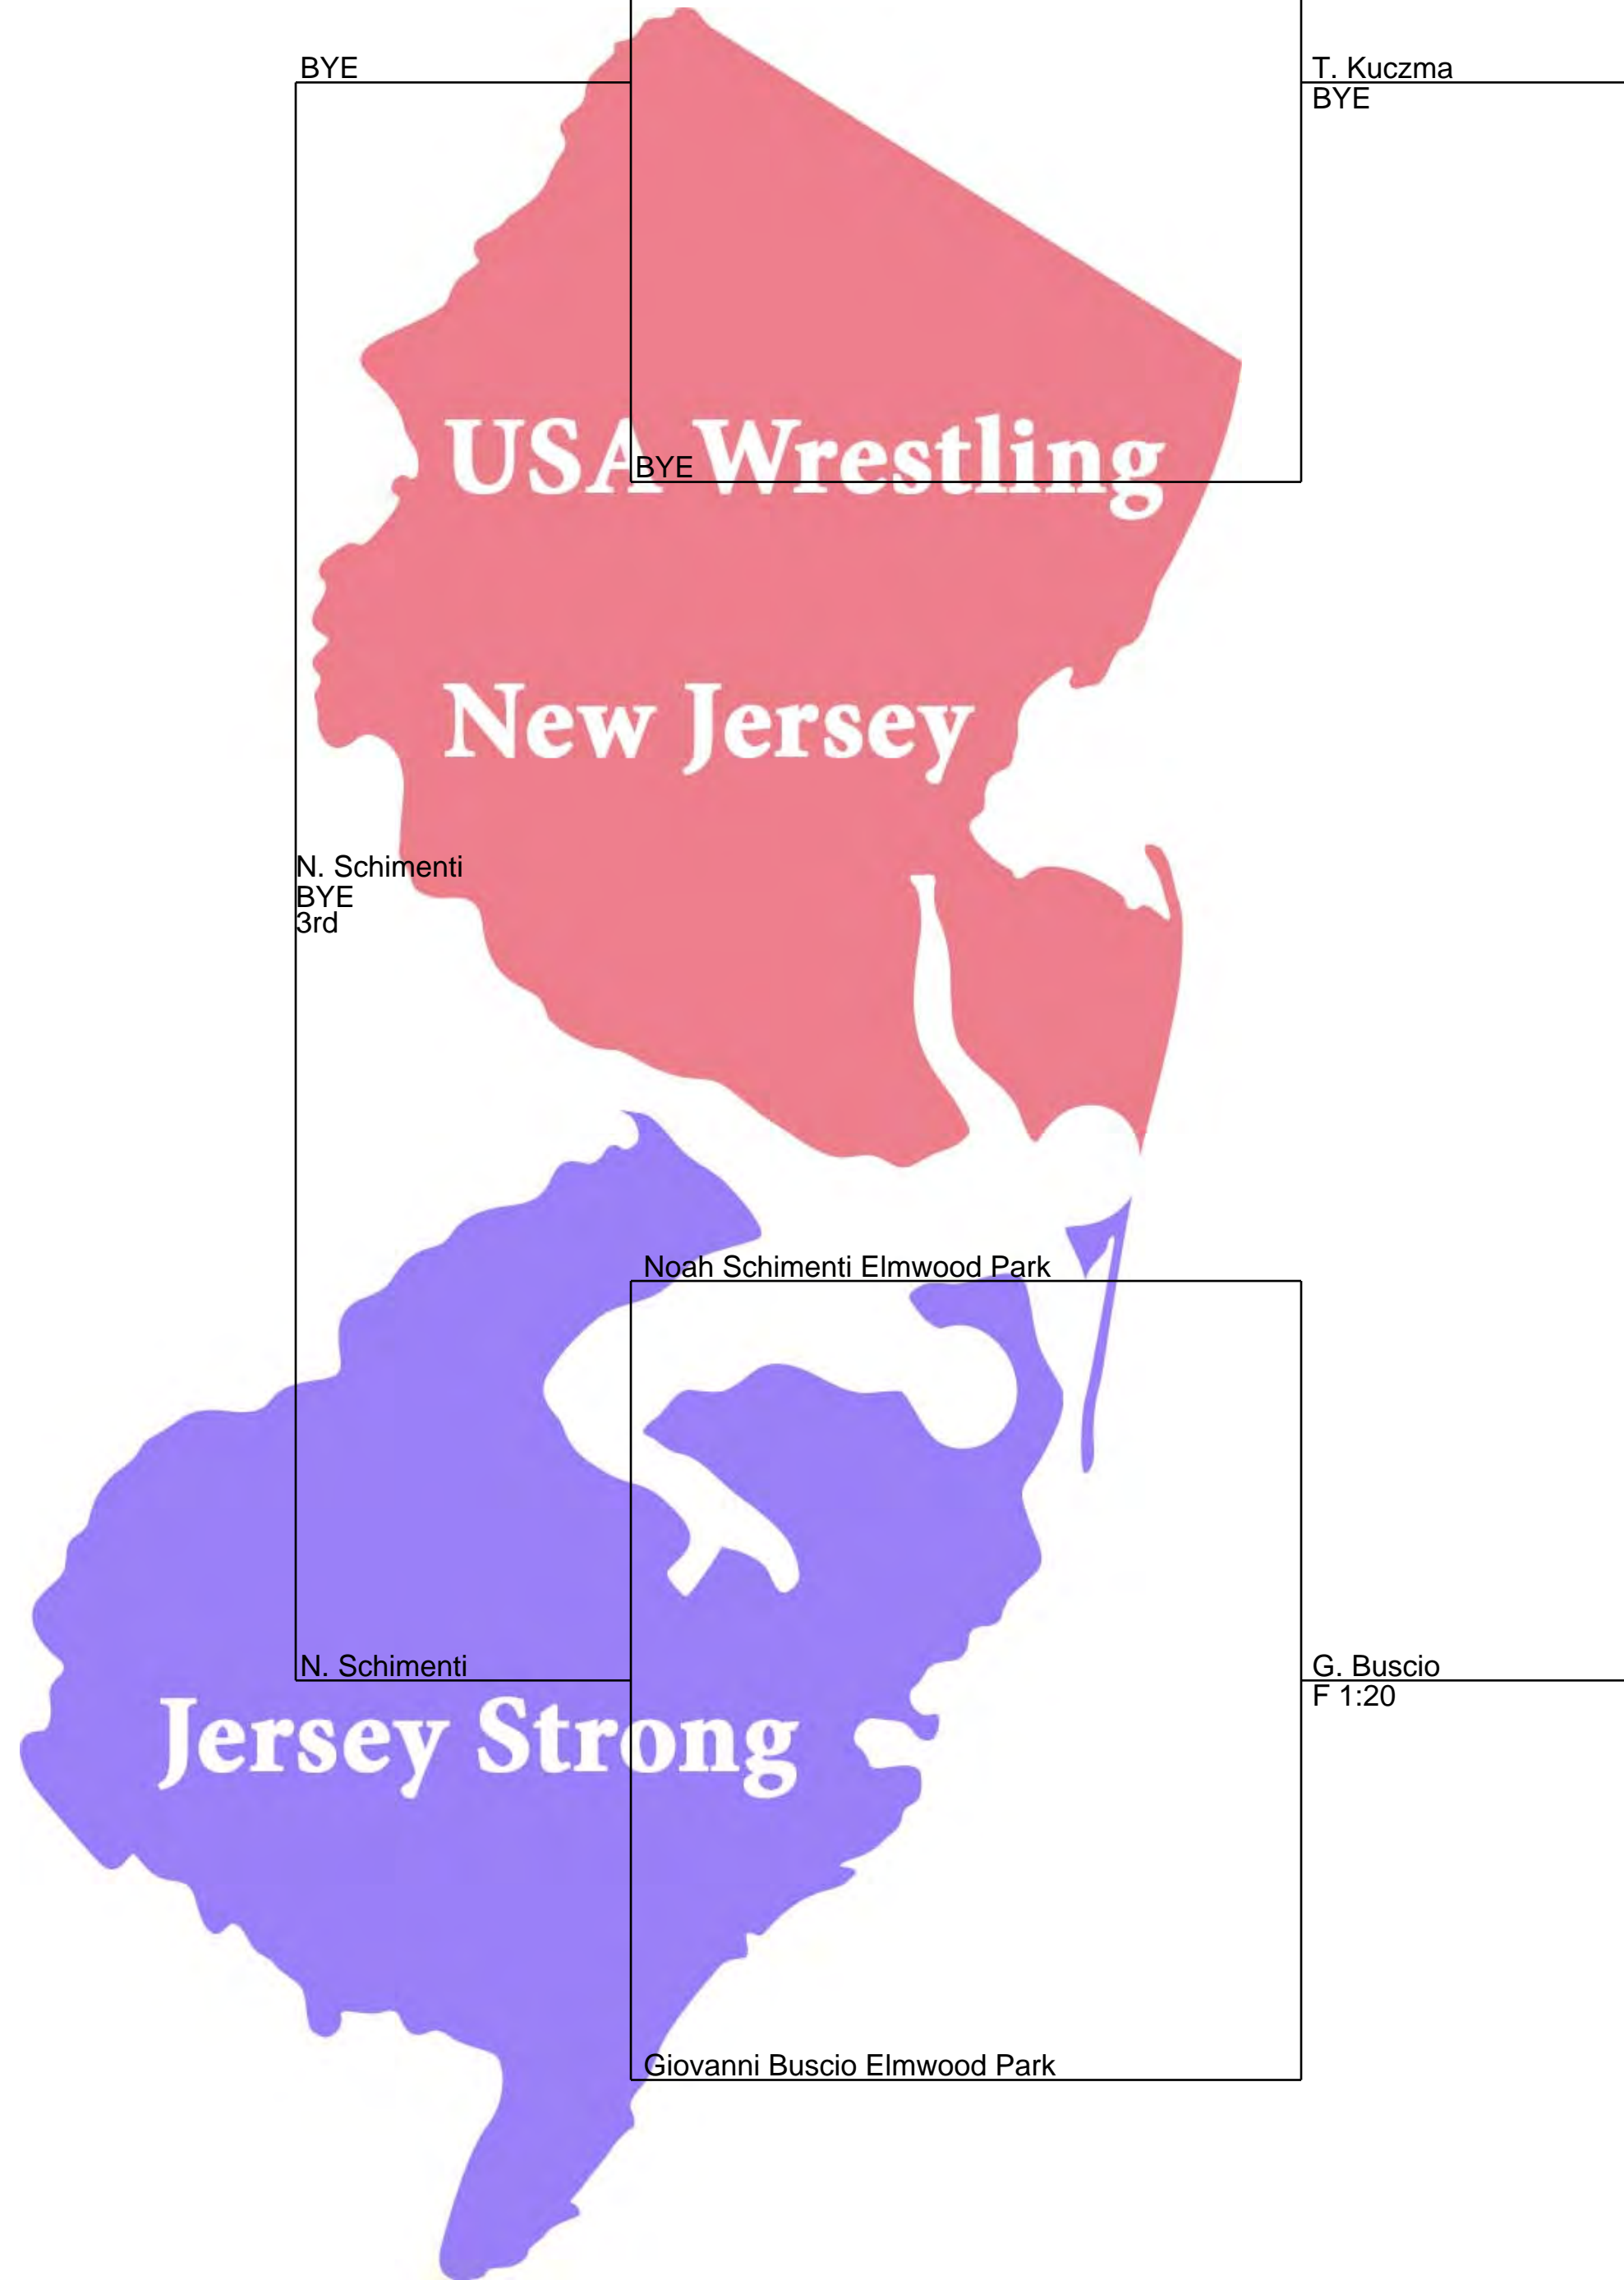 BYE
T. Kuczma
BYE
USA Wrestling
BYE
New Jersey
N. Schimenti
BYE
3rd
Noah Schimenti Elmwood Park
N. Schimenti
G. Buscio
F 1:20
Jersey Strong
Giovanni Buscio Elmwood Park